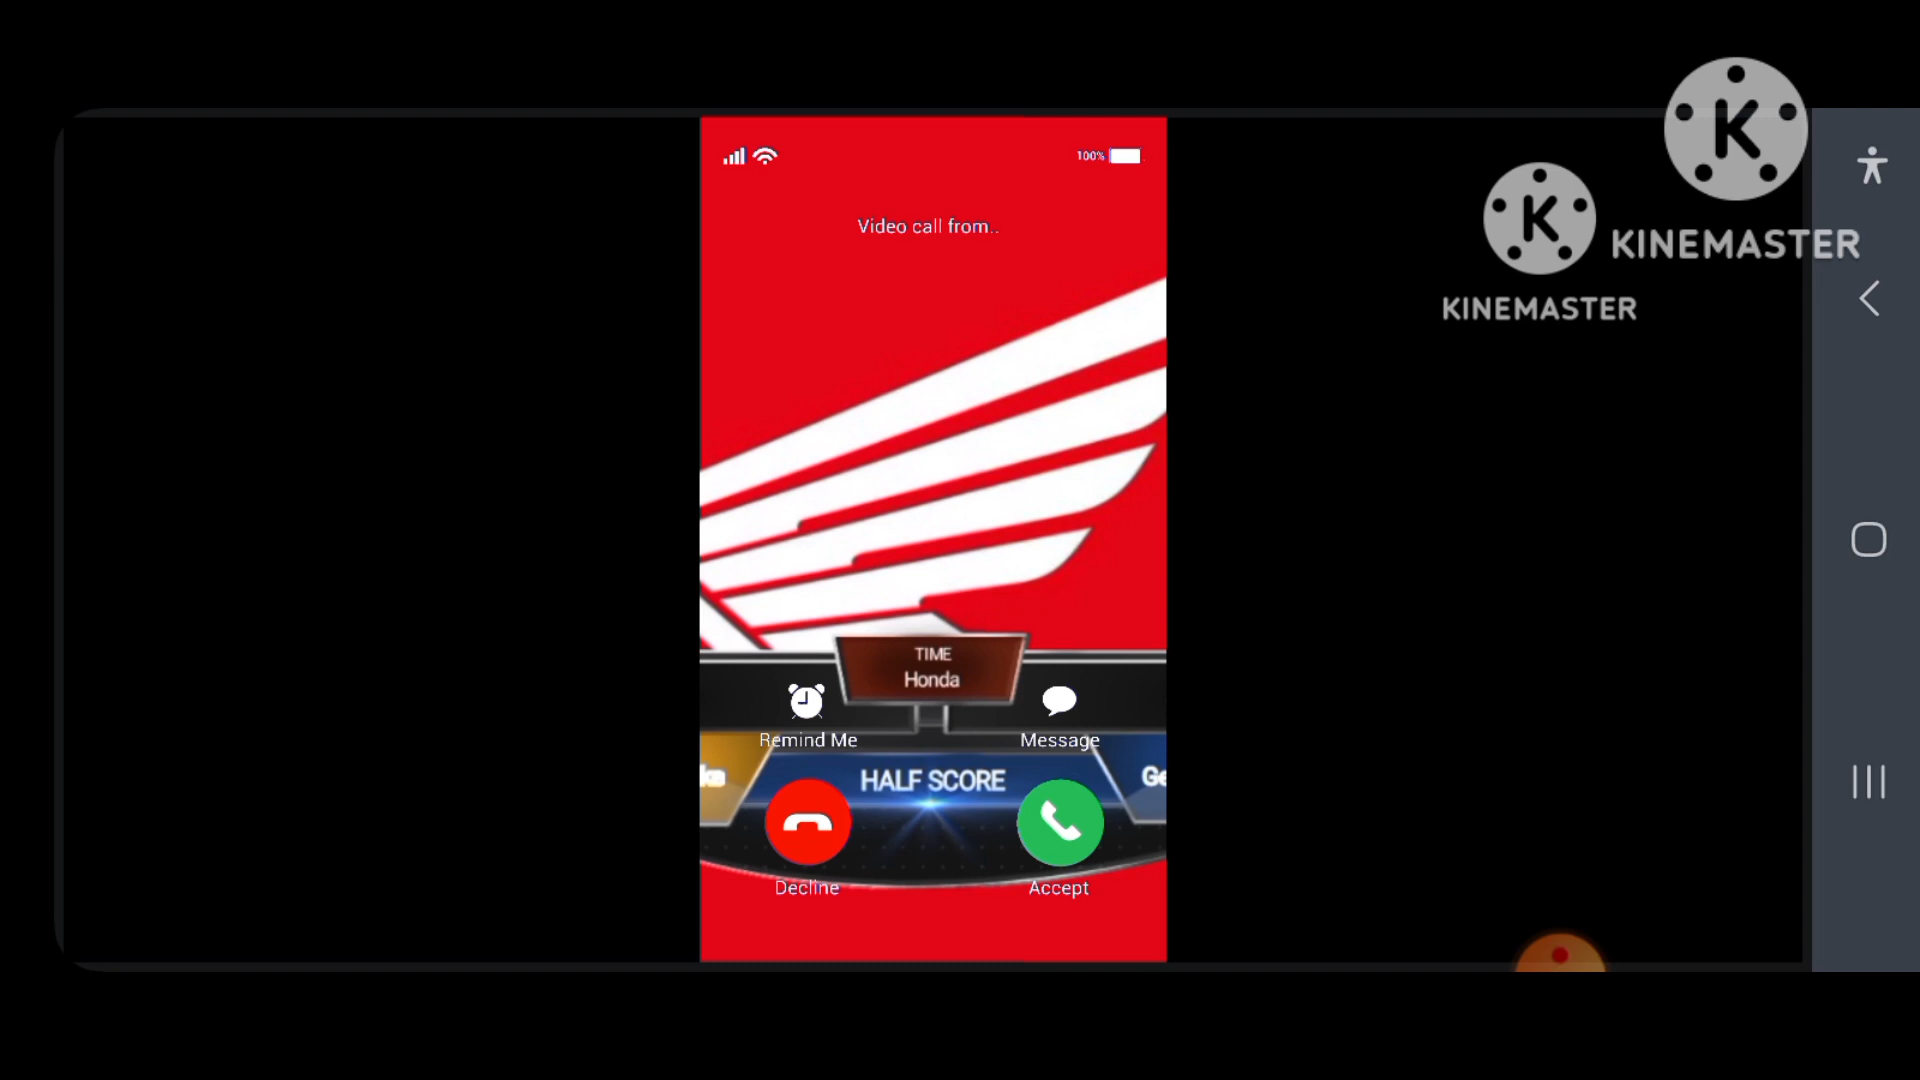 100%
Video call from..
KINEMASTER
KINEMASTER
TIME
Honda
Remind Me
Message
HALF SCORE
Decline
Accept